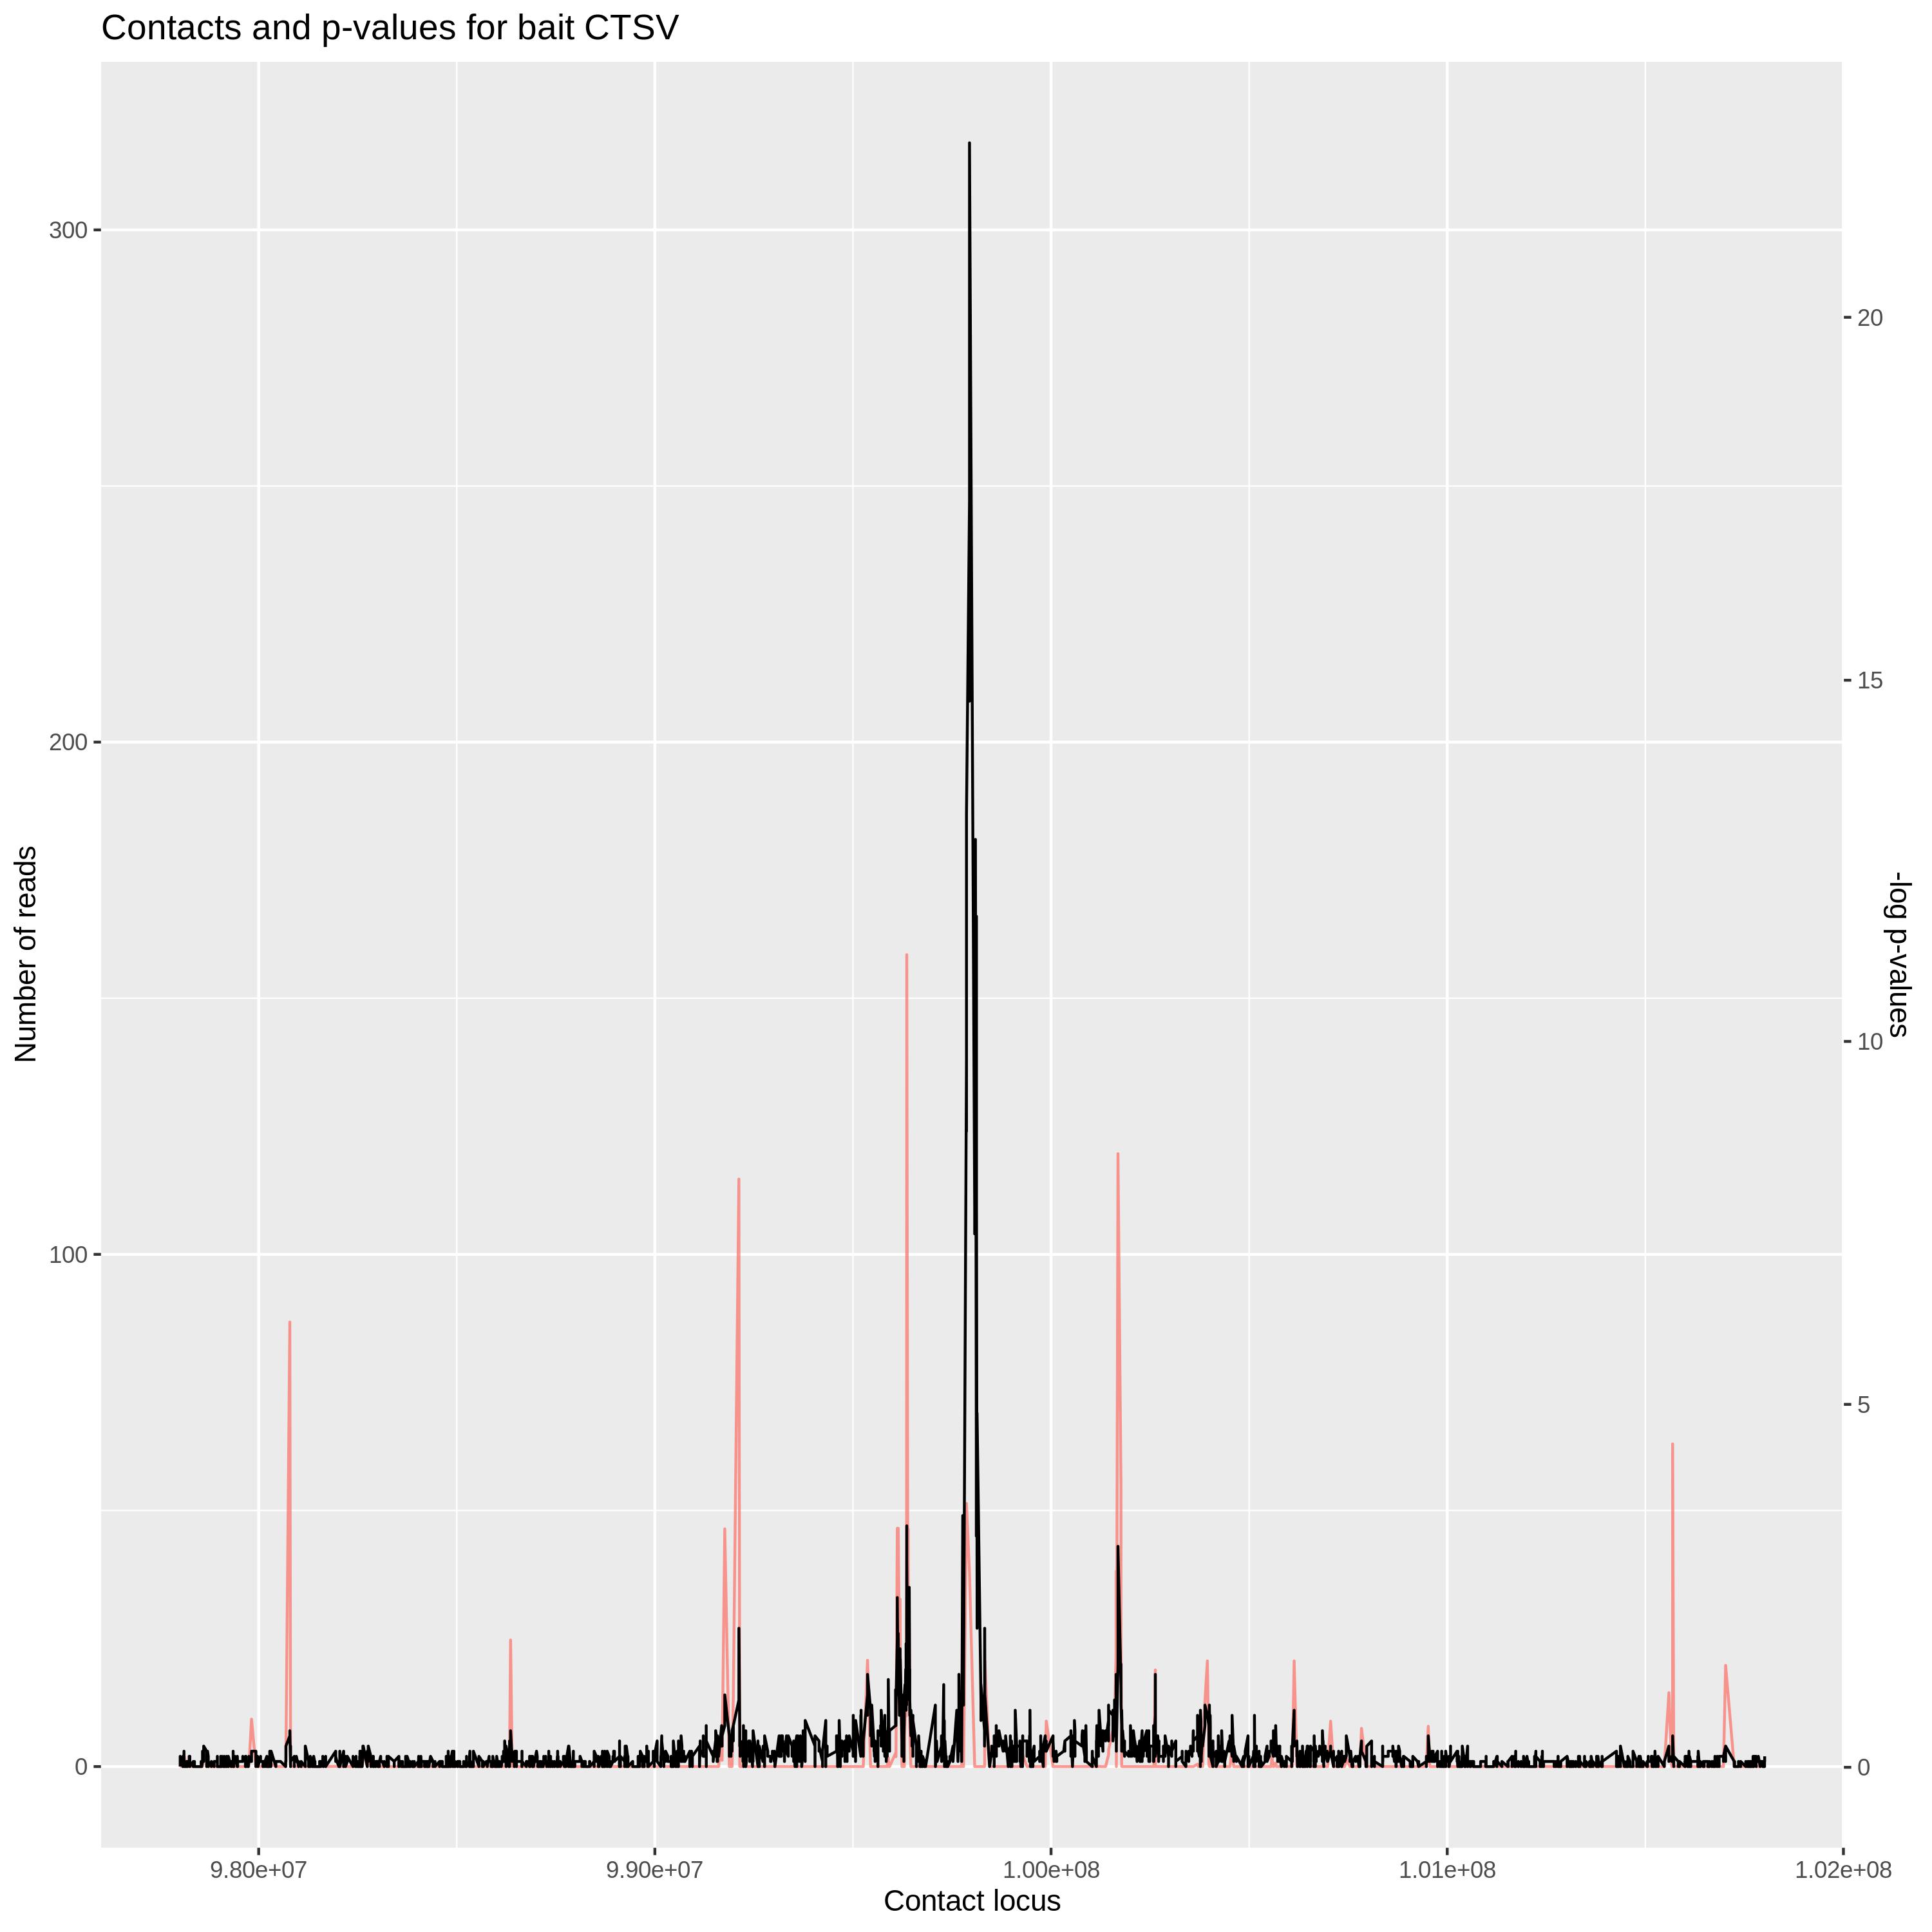 Contacts and p-values for bait CTSV
300
200
100
0
20
15
10
5
0
Number of reads
-log p-values
9.80e+07
9.90e+07
1.00e+08
1.01e+08
1.02e+08
Contact locus